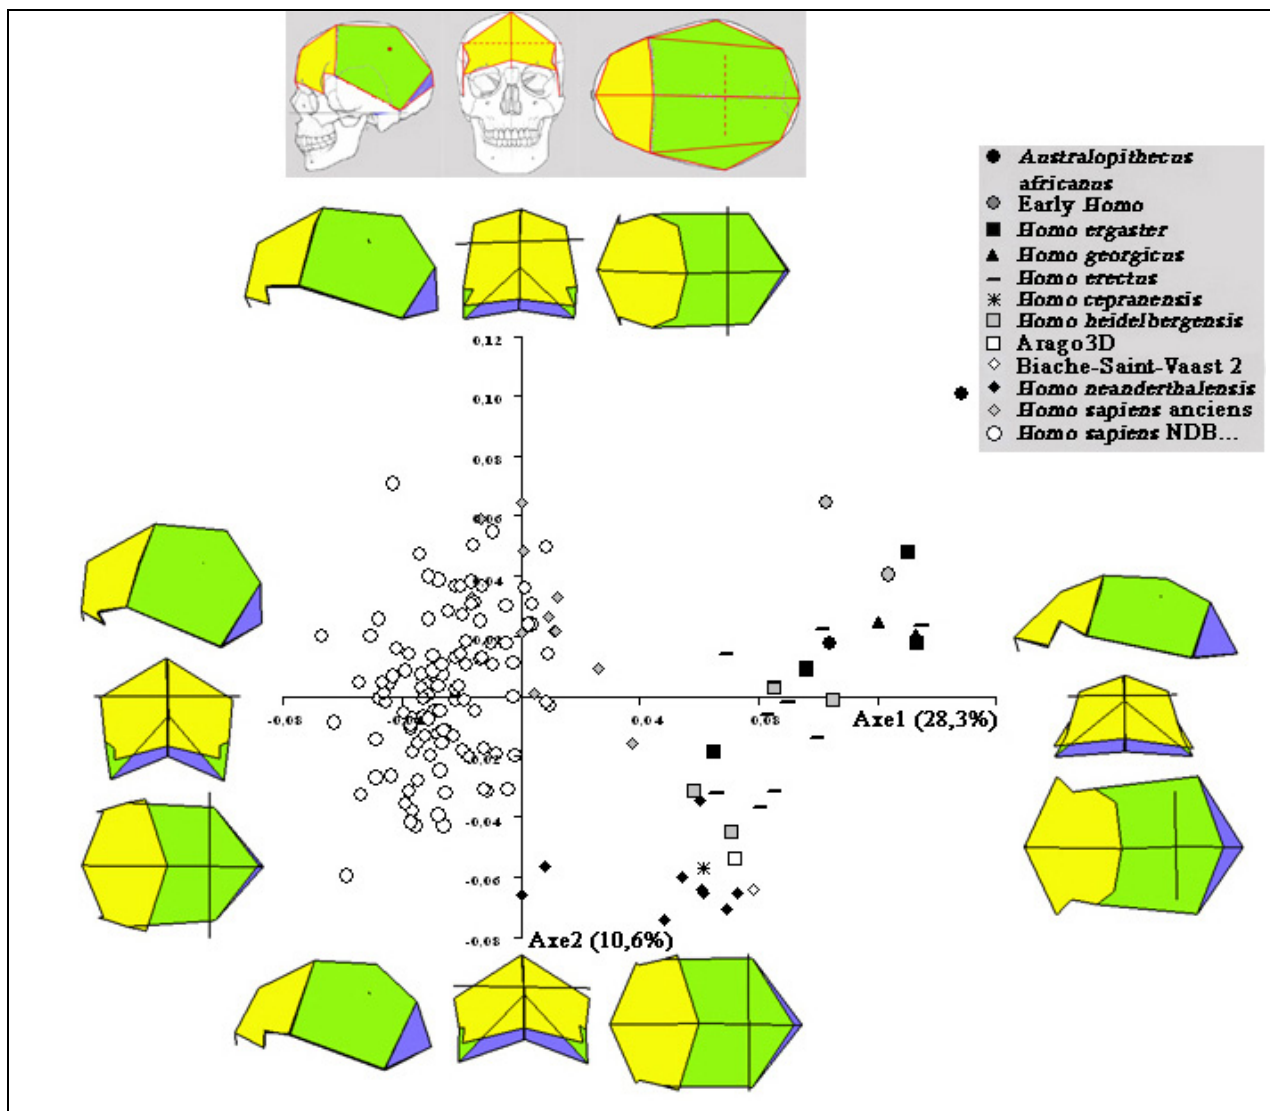 Australopithecus
africanus
Early Homo
Homo ergaster
Homo georgicus
Homo erectus
Homo cepranensis
Homo heidelbergensis
Arago3D
Biache-Saint-Vaast 2
Homo neanderthalensis
Homo sapiens anciens
Homo sapiens NDB...
0,12
0,10
0,08
0,06
0,04
0,02
-0,08
0,04
0,08
Axe1 (28,3%)
-0,02
-0,04
-0,06
-0,08
Axe2 (10,6%)